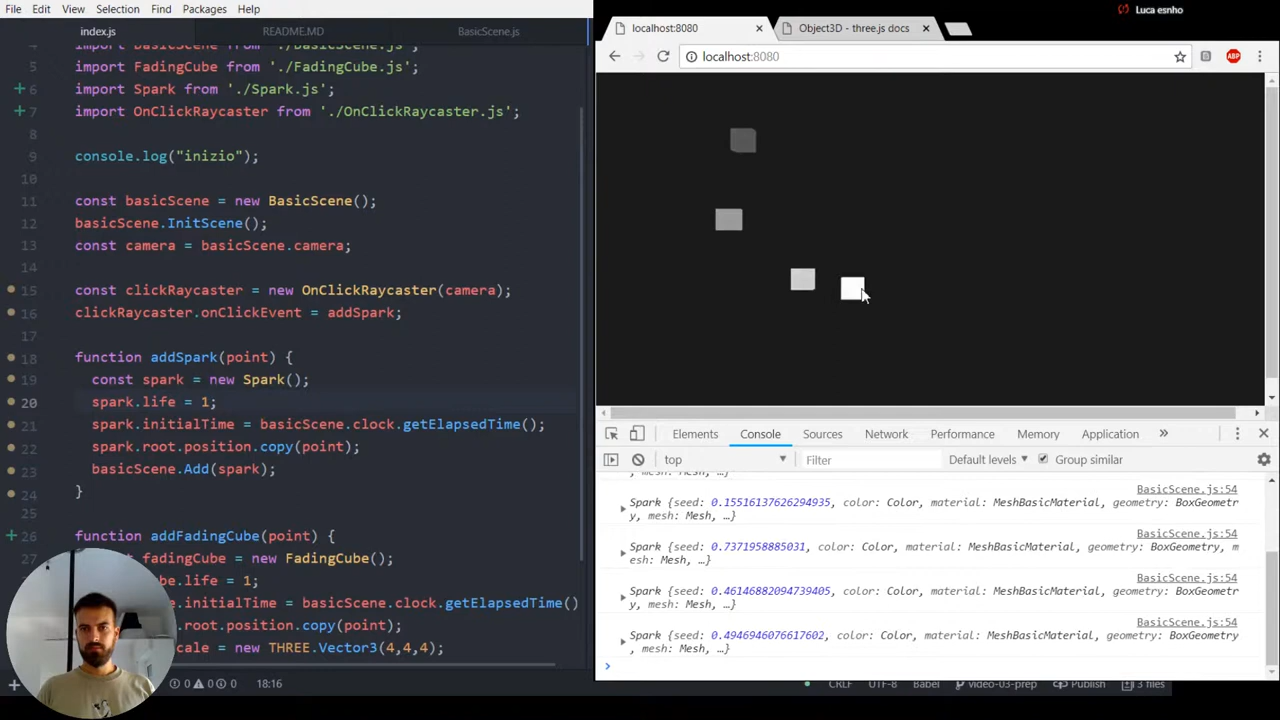 File Edit View Selection Find Packages Help
index.js README.MD BasicScene.js
4 import BasicScene from './BasicScene.js';
5 import FadingCube from './FadingCube.js';
6 import Spark from './Spark.js';
7 import OnClickRaycaster from './OnClickRaycaster.js';
8
9 console.log("inizio");
10
11 const basicScene = new BasicScene();
12 basicScene.InitScene();
13 const camera = basicScene.camera;
14
15 const clickRaycaster = new OnClickRaycaster(camera);
16 clickRaycaster.onClickEvent = addSpark;
17
18 function addSpark(point) {
19 const spark = new Spark();
20 spark.life = 1;
21 spark.initialTime = basicScene.clock.getElapsedTime();
22 spark.root.position.copy(point);
23 basicScene.Add(spark);
24 }
25
26 function addFadingCube(point) {
27 fadingCube = new FadingCube();
be.life = 1;
.initialTime = basicScene.clock.getElapsedTime()
.root.position.copy(point);
cale = new THREE.Vector3(4,4,4);
0 0 0 18:16
CRLF UTF-8 Babel video-03-prep Publish 3 files
Luca esnho
localhost:8080 Object3D - three.js docs
localhost:8080
ABP
Elements Console Sources Network Performance Memory Application
top Filter Default levels Group similar
, mesh: Mesh, …}
BasicScene.js:54
Spark {seed: 0.15516137626294935, color: Color, material: MeshBasicMaterial, geometry: BoxGeometr
y, mesh: Mesh, …}
BasicScene.js:54
Spark {seed: 0.7371958885031, color: Color, material: MeshBasicMaterial, geometry: BoxGeometry, m
esh: Mesh, …}
BasicScene.js:54
Spark {seed: 0.46146882094739405, color: Color, material: MeshBasicMaterial, geometry: BoxGeometr
y, mesh: Mesh, …}
BasicScene.js:54
Spark {seed: 0.4946946076617602, color: Color, material: MeshBasicMaterial, geometry: BoxGeometry
, mesh: Mesh, …}